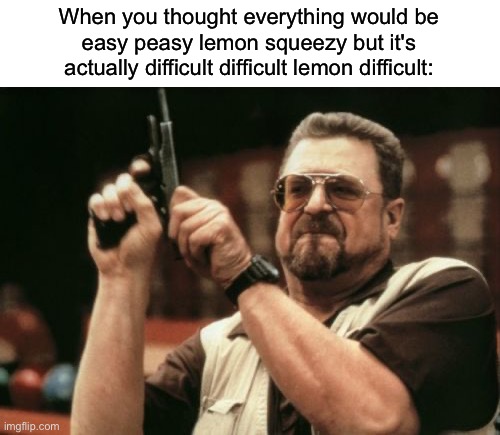 When you thought everything would be
easy peasy lemon squeezy but it's
actually difficult difficult lemon difficult:
imgflip.com